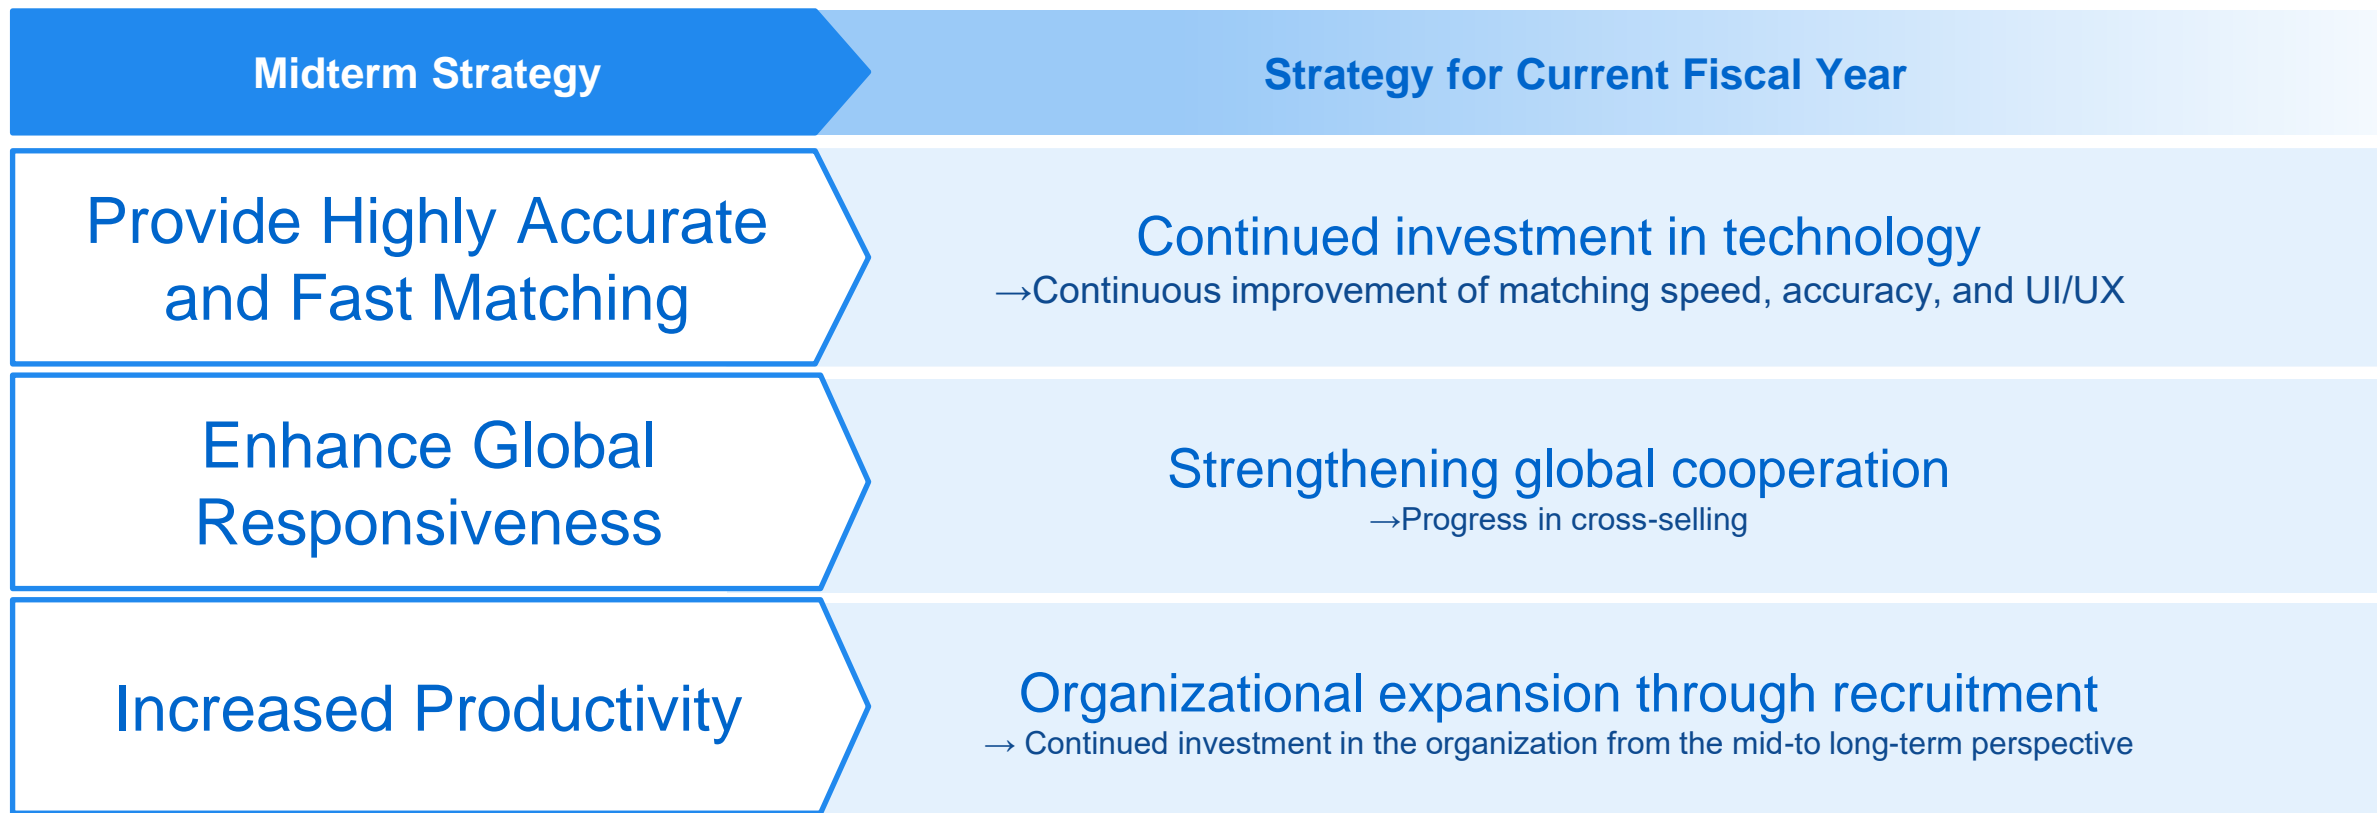 Midterm Strategy
Strategy for Current Fiscal Year
Provide Highly Accurate
and Fast Matching
Continued investment in technology
→Continuous improvement of matching speed, accuracy, and UI/UX
Enhance Global
Responsiveness
Strengthening global cooperation
→Progress in cross-selling
Increased Productivity
Organizational expansion through recruitment
→ Continued investment in the organization from the mid-to long-term perspective